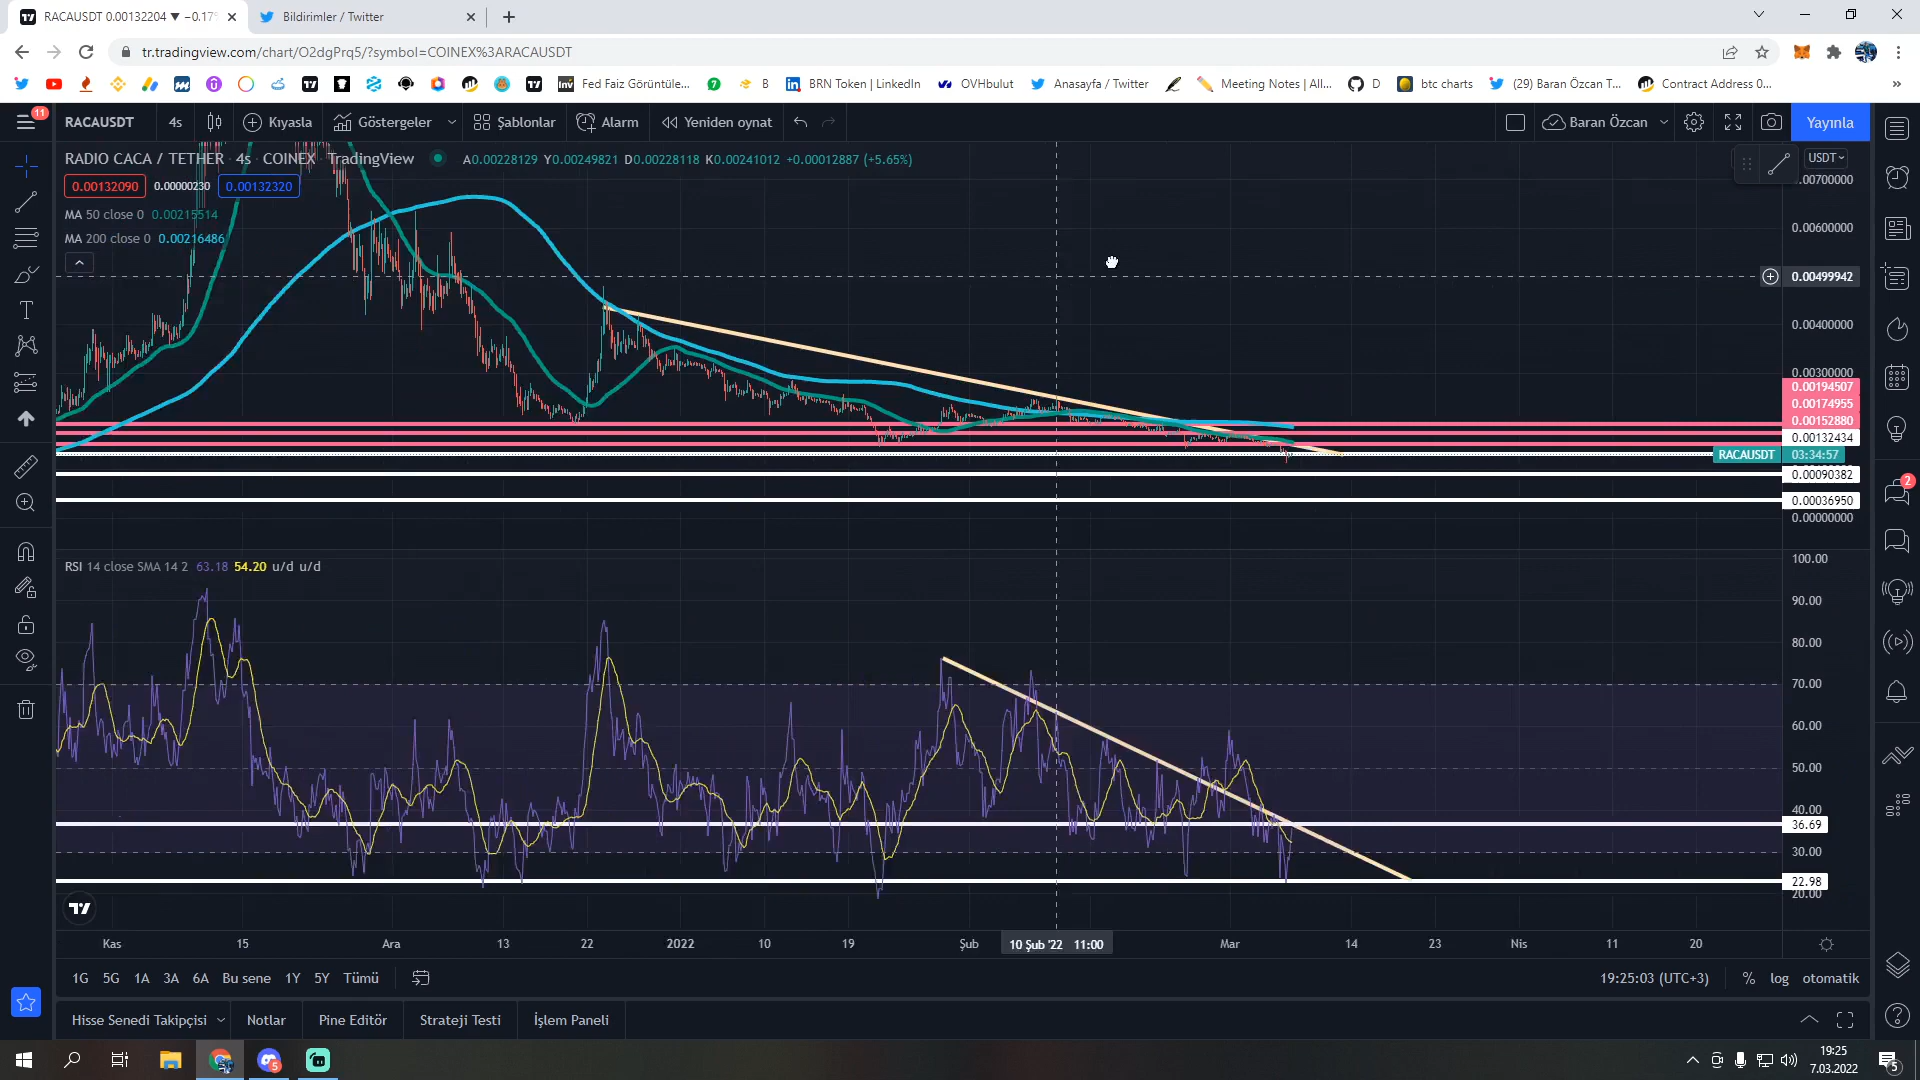 RACAUSDT 0.00132204 ▼ −0.175
Bildirimler / Twitter
tr.tradingview.com/chart/O2dgPrq5/?symbol=COINEX%3ARACAUSDT
Fed Faiz Görüntüle...
B
BRN Token | LinkedIn
OVHbulut
Anasayfa / Twitter
Meeting Notes | All...
D
btc charts
(29) Baran Özcan T...
Contract Address 0...
11
RACAUSDT
4s
Kıyasla
Göstergeler
Şablonlar
Alarm
Yeniden oynat
Baran Özcan
Yayınla
RADIO CACA / TETHER · 4s · COINEX · TradingView
A0.00228129 Y0.00249821 D0.00228118 K0.00241012 +0.00012887 (+5.65%)
USDT
0.00132090 0.00000230 0.00132320
MA 50 close 0 0.00215514
MA 200 close 0 0.00216486
0.00700000
0.00600000
0.00499942
0.00400000
0.00300000
0.00194507
0.00174955
0.00152880
0.00132434
RACAUSDT 03:34:57
0.00090382
0.00036950
0.00000000
2
RSI 14 close SMA 14 2 63.18 54.20 u/d u/d
100.00
90.00
80.00
70.00
60.00
50.00
40.00
36.69
30.00
22.98
20.00
Kas 15 Ara 13 22 2022 10 19 Şub 10 Şub '22 11:00 Mar 14 23 Nis 11 20
1G 5G 1A 3A 6A Bu sene 1Y 5Y Tümü
19:25:03 (UTC+3) % log otomatik
Hisse Senedi Takipçisi Notlar Pine Editör Strateji Testi İşlem Paneli
5
19:25
7.03.2022
5